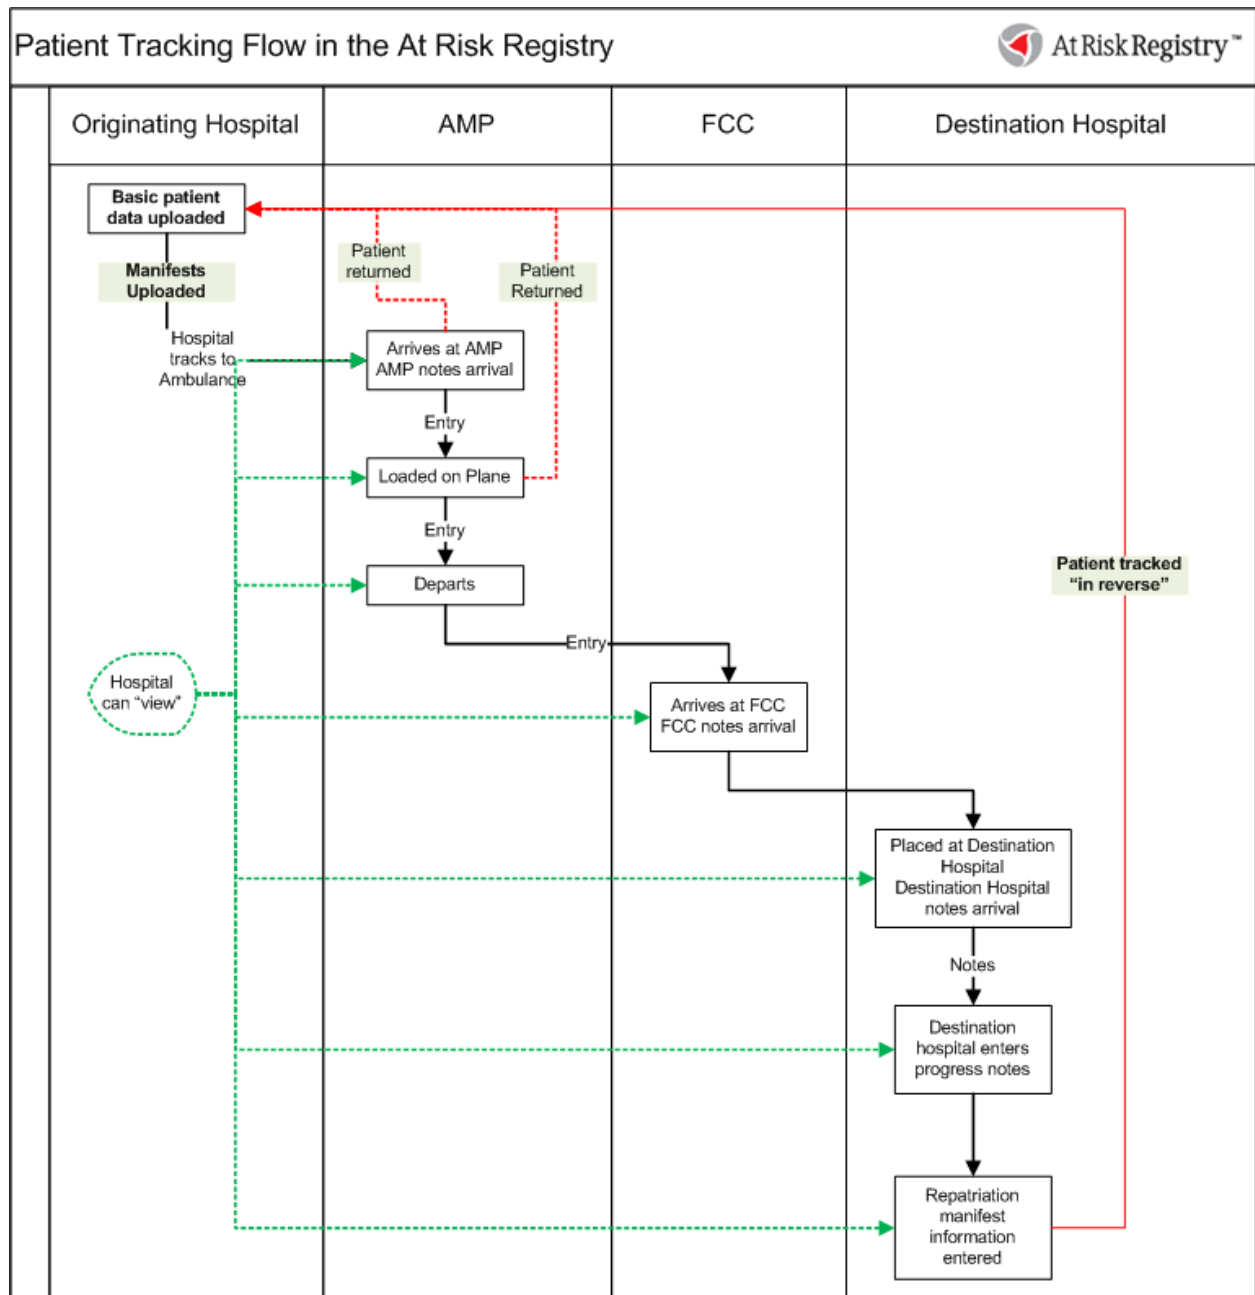 Patient Tracking Flow in the At Risk Registry
At Risk Registry™
Originating Hospital
AMP
FCC
Destination Hospital
Basic patient
data uploaded
Manifests
Uploaded
Hospital
tracks to
Ambulance
Patient
returned
Patient
Returned
Arrives at AMP
AMP notes arrival
Entry
Loaded on Plane
Entry
Departs
Entry
Patient tracked
“in reverse”
Hospital
can “view”
Arrives at FCC
FCC notes arrival
Placed at Destination
Hospital
Destination Hospital
notes arrival
Notes
Destination
hospital enters
progress notes
Repatriation
manifest
information
entered